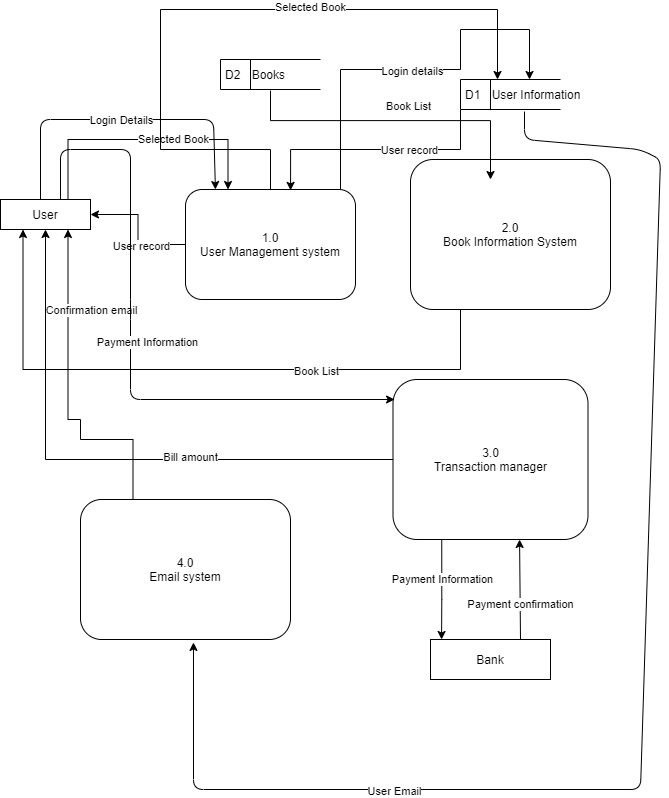 Selected Book
D2
Books
Login details
D1
User Information
Book List
Login Details
Selected Book
User record
User
1.0
User Management system
2.0
Book Information System
User record
Confirmation email
Payment Information
Book List
3.0
Transaction manager
Bill amount
4.0
Email system
Payment Information
Payment confirmation
Bank
User Email